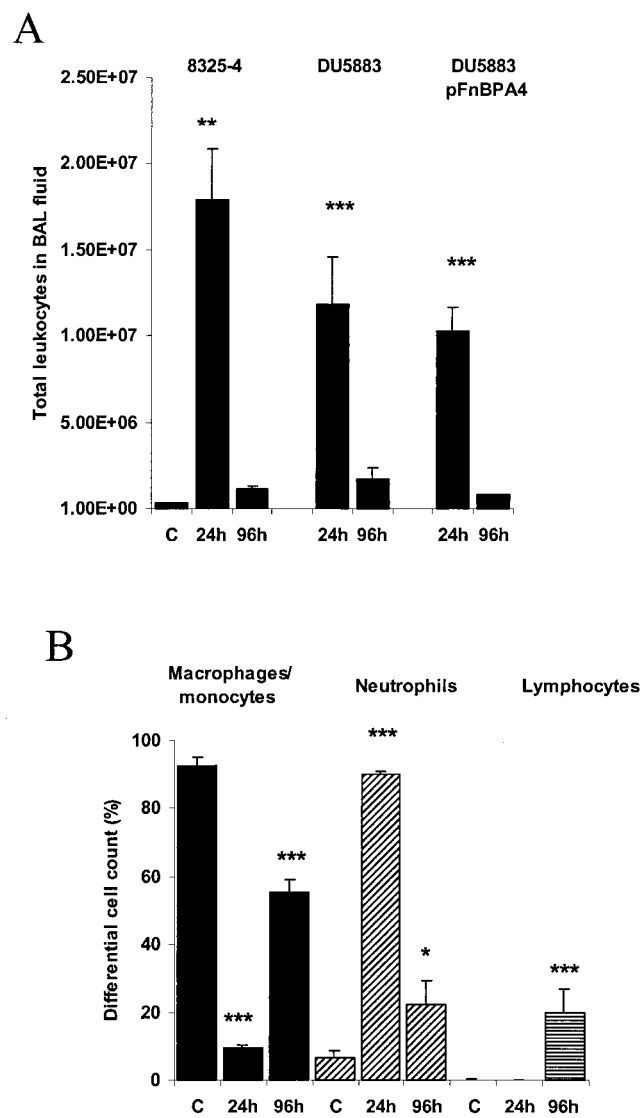 A
8325-4 DU5883 DU5883
pFnBPA4
Total leukocytes in BAL fluid
2.50E+07
2.00E+07
1.50E+07
1.00E+07
5.00E+06
1.00E+00
** *** ***
C 24h 96h 24h 96h 24h 96h
B
Macrophages/
monocytes
Neutrophils
Lymphocytes
Differential cell count (%)
100
80
60
40
20
0
*** *** *** * ***
C 24h 96h C 24h 96h C 24h 96h